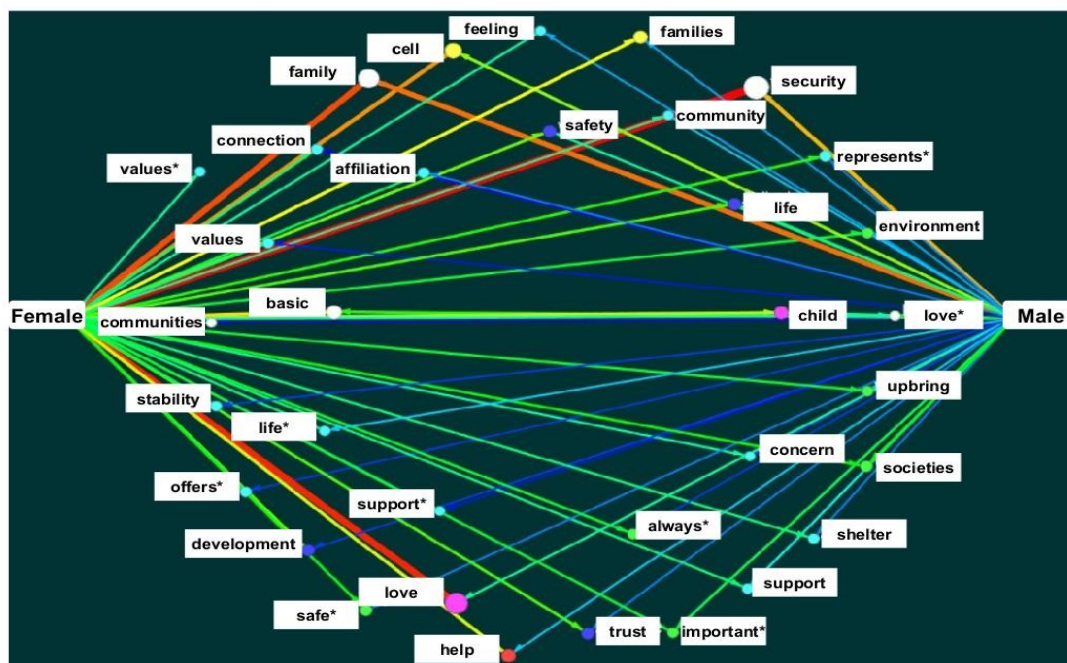 feeling
families
cell
family
security
community
safety
connection
represents*
values*
affiliation
life
environment
values
basic
Female
communities
child
love*
Male
upbring
stability
life*
concern
societies
offers*
support*
always*
shelter
development
support
love
safe*
trust
important*
help